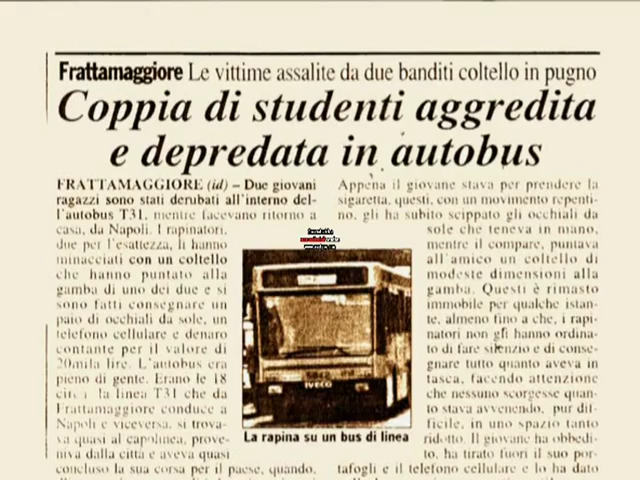 Frattamaggiore Le vittime assalite da due banditi coltello in pugno
Coppia di studenti aggredita
e depredata in autobus
FRATTAMAGGIORE (id) – Due giovani
ragazzi sono stati derubati all'interno del-
l'autobus T31, mentre facevano ritorno a
casa, da Napoli. I rapinatori,
due per l'esattezza, li hanno
minacciati con un coltello
che hanno puntato alla
gamba di uno dei due e si
sono fatti consegnare un
paio di occhiali da sole, un
telefono cellulare e denaro
contante per il valore di
20mila lire. L'autobus era
pieno di gente. Erano le 18
la linea T31 che da
Frattamaggiore conduce a
Napoli e viceversa, si trova-
va quasi al capolinea, prove-
niva dalla città e aveva quasi
concluso la sua corsa per il paese, quando,
Appena il giovane stava per prendere la
sigaretta, questi, con un movimento repenti-
no, gli ha subito scippato gli occhiali da
sole che teneva in mano,
mentre il compare, puntava
all'amico un coltello di
modeste dimensioni alla
gamba. Questi è rimasto
immobile per qualche istan-
te, almeno fino a che, i rapi-
natori non gli hanno ordina-
to di fare silenzio e di conse-
gnare tutto quanto aveva in
tasca, facendo attenzione
che nessuno scorgesse quan-
to stava avvenendo, pur dif-
ficile, in uno spazio tanto
ridotto. Il giovane ha obbedi-
to, ha tirato fuori il suo por-
tafogli e il telefono cellulare e lo ha dato
IVECO
La rapina su un bus di linea